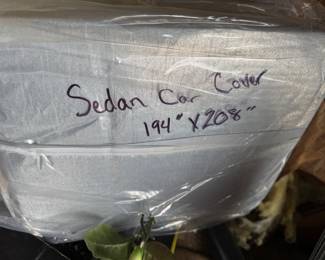 Sedan Car Cover
194" x 208"